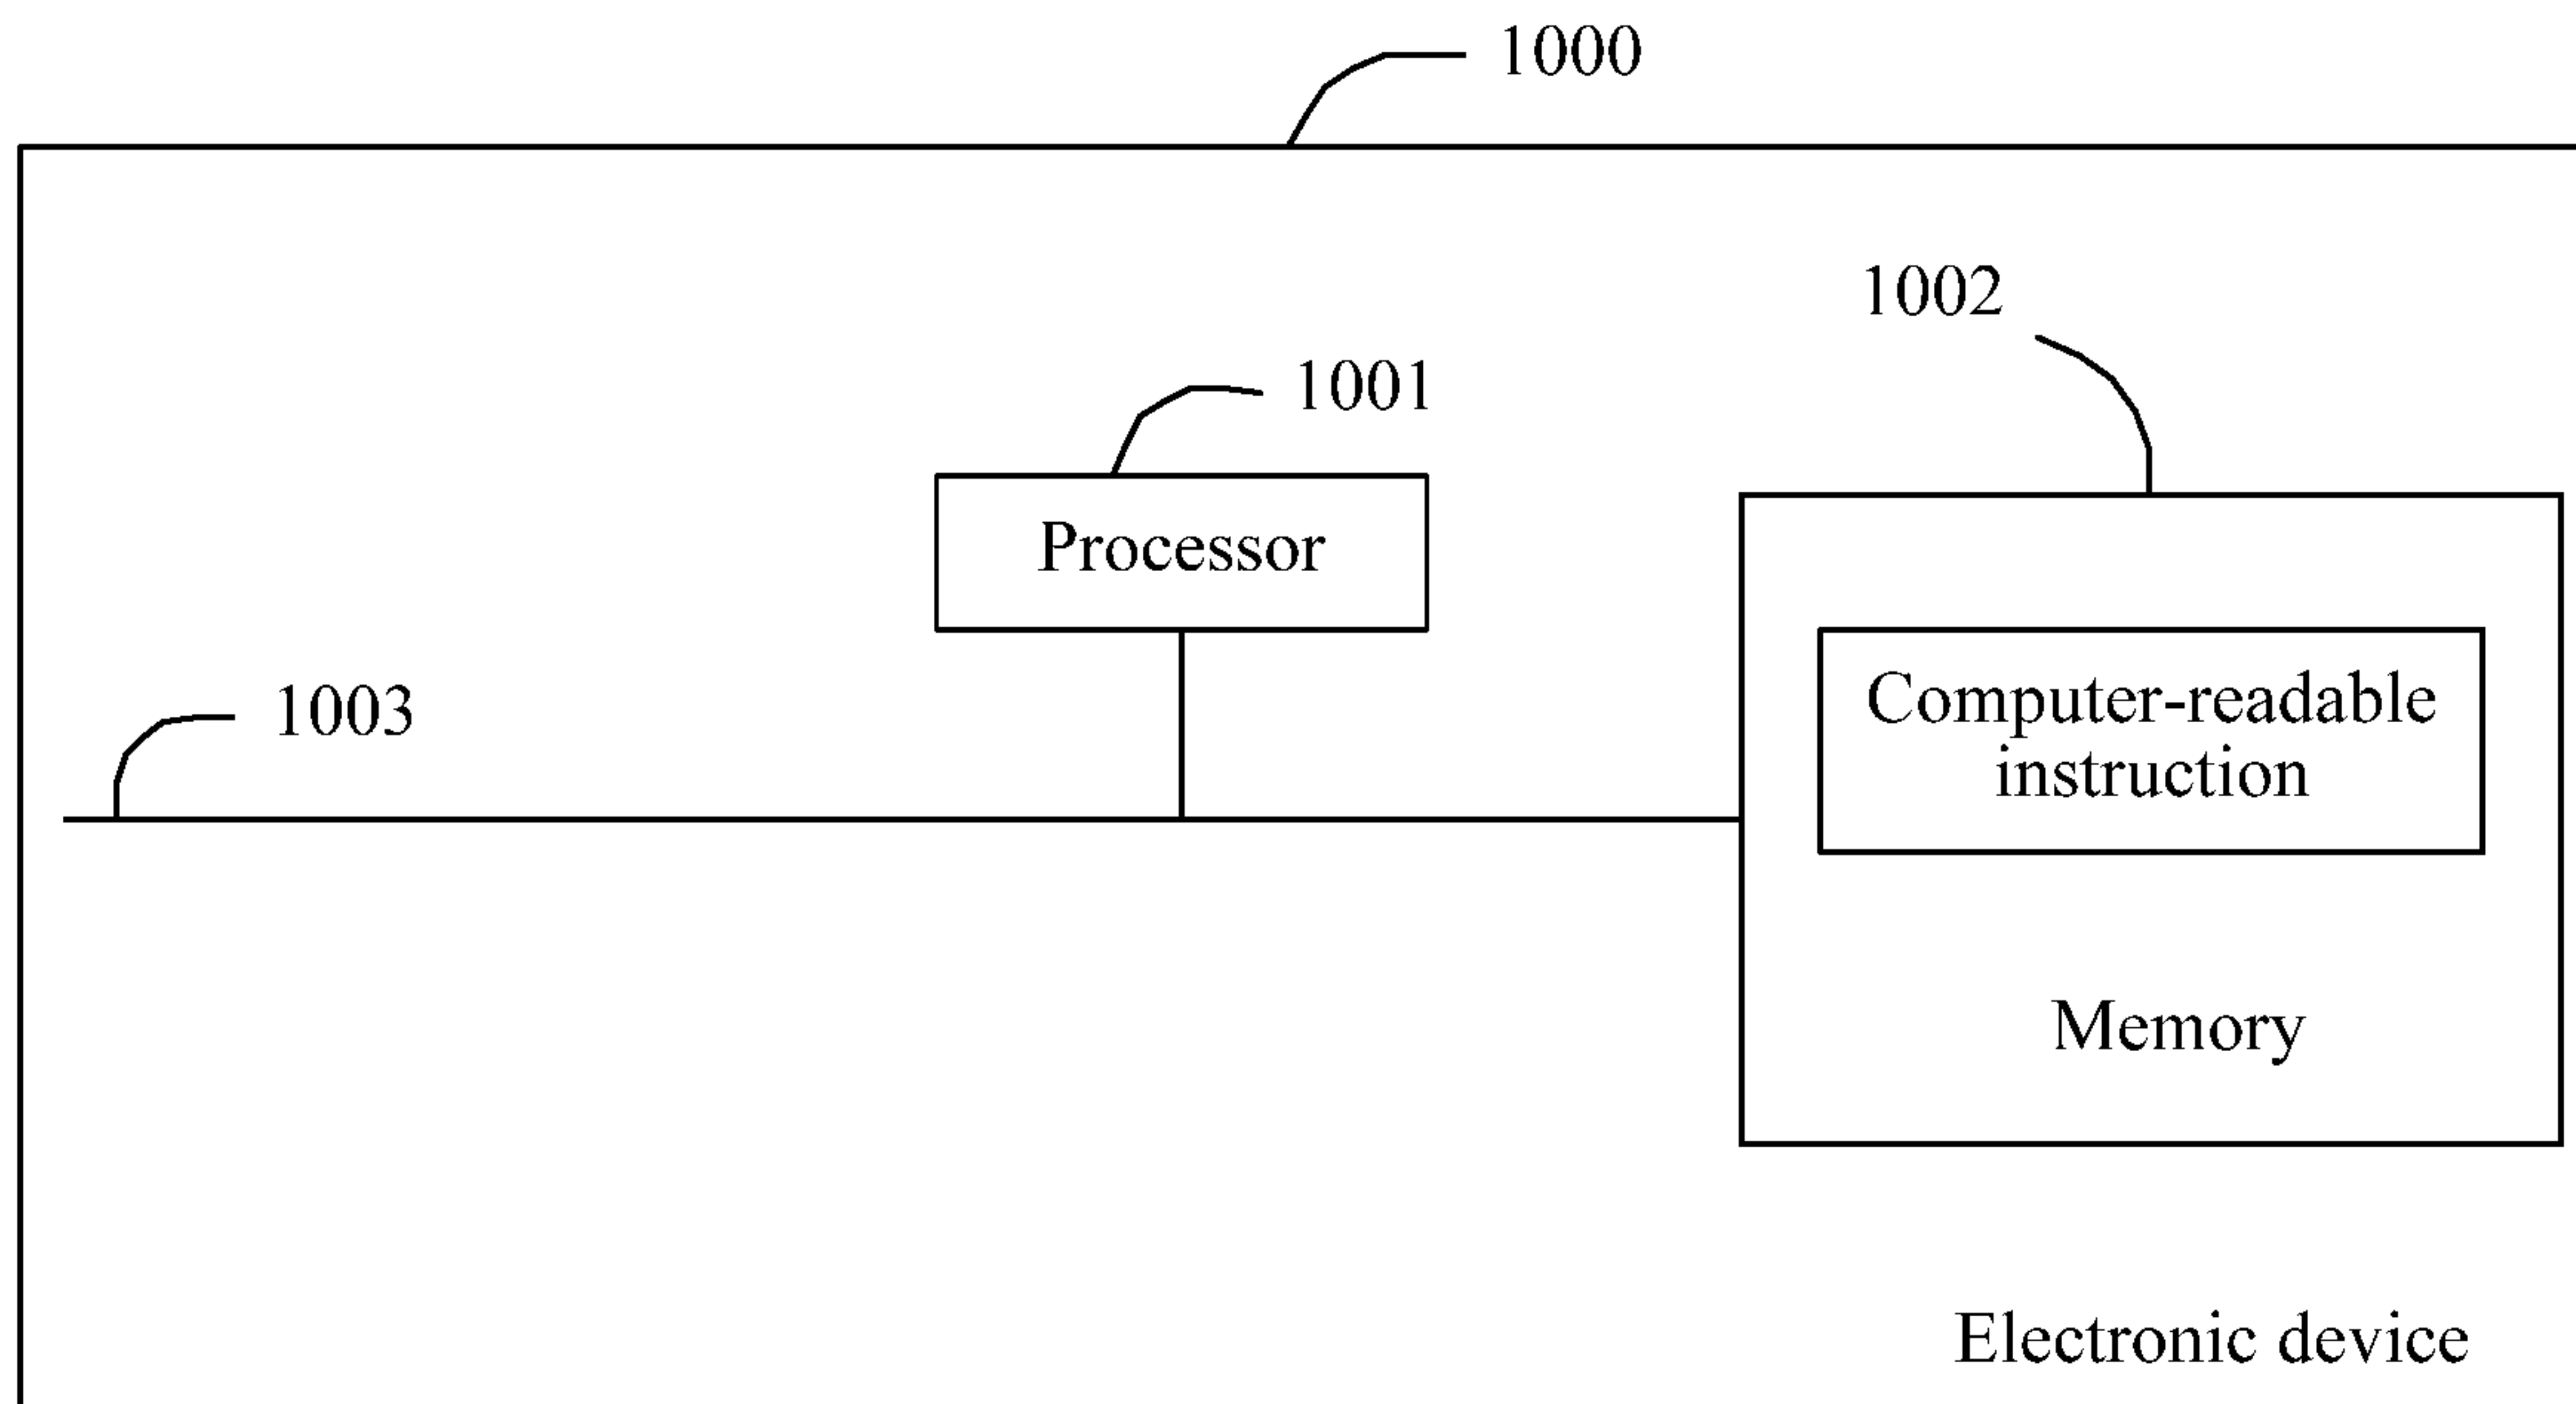 1000
1002
1001
Processor
1003
Computer-readable
instruction
Memory
Electronic device